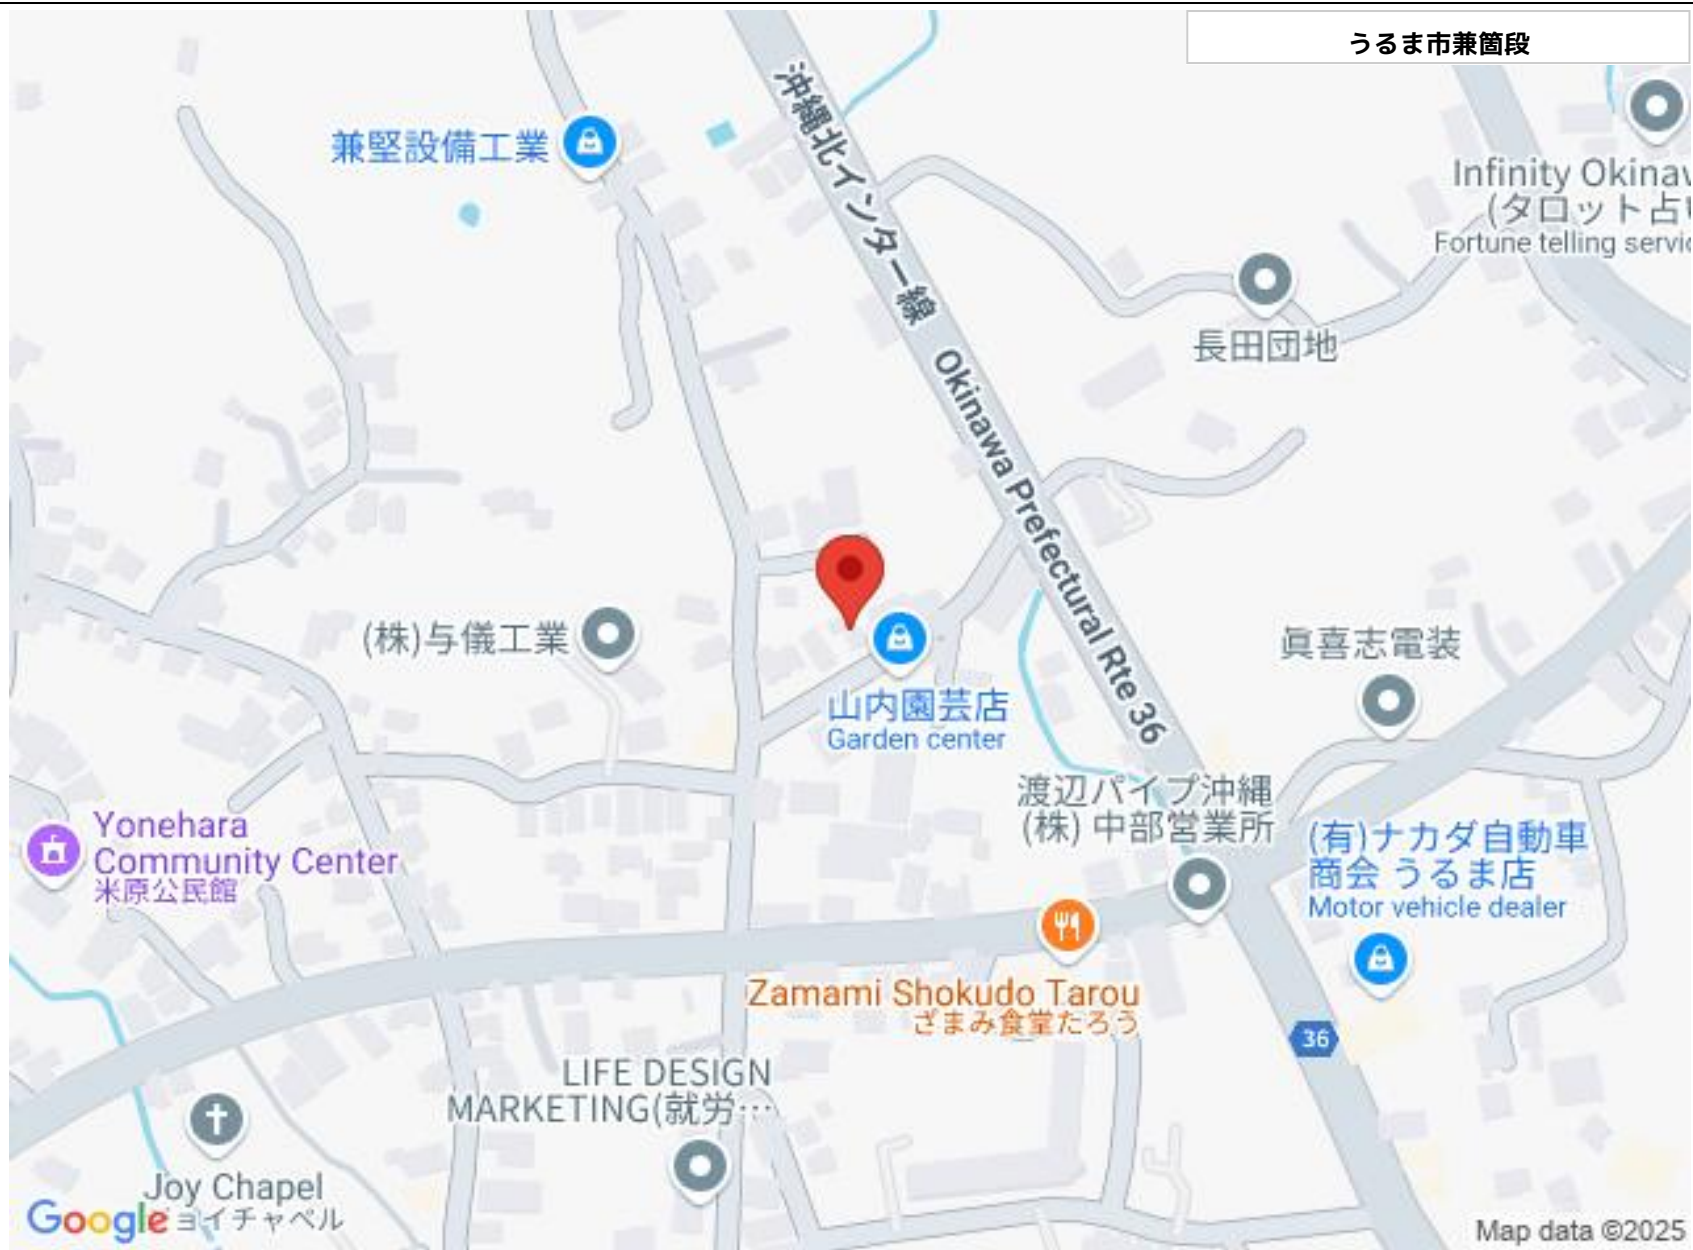 うるま市兼箇段
沖縄北インター線 Okinawa Prefectural Rte 36
兼堅設備工業
Infinity Okinaw
(タロット占い
Fortune telling servic
長田団地
(株)与儀工業
眞喜志電装
山内園芸店
Garden center
渡辺パイプ沖縄
(株) 中部営業所
(有)ナカダ自動車
商会 うるま店
Motor vehicle dealer
Yonehara
Community Center
米原公民館
Zamami Shokudo Tarou
ざまみ食堂たろう
36
LIFE DESIGN
MARKETING(就労…
Joy Chapel
ョイチャペル
Google
Map data ©2025